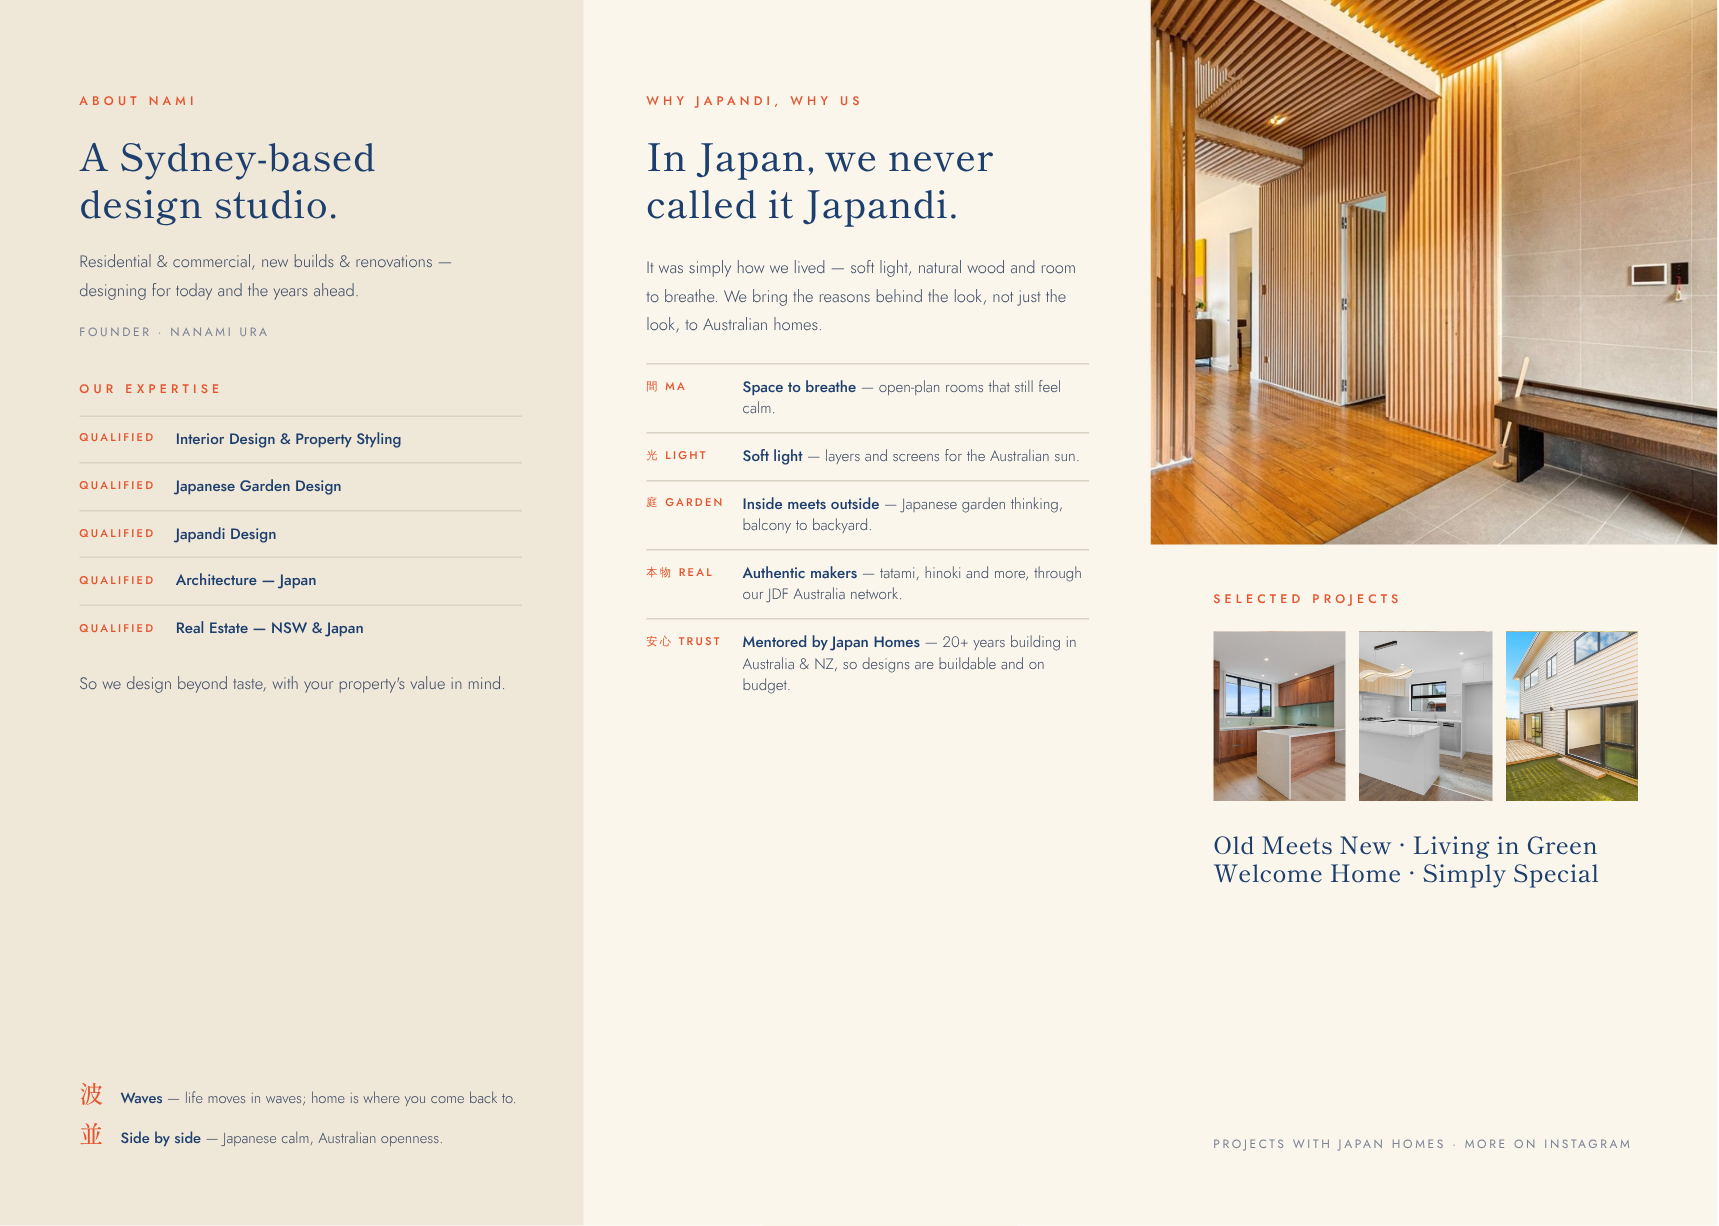 ABOUT NAMI
A Sydney-based
design studio.
Residential & commercial, new builds & renovations —
designing for today and the years ahead.
FOUNDER · NANAMI URA
OUR EXPERTISE
QUALIFIED Interior Design & Property Styling
QUALIFIED Japanese Garden Design
QUALIFIED Japandi Design
QUALIFIED Architecture — Japan
QUALIFIED Real Estate — NSW & Japan
So we design beyond taste, with your property's value in mind.
波 Waves — life moves in waves; home is where you come back to.
並 Side by side — Japanese calm, Australian openness.
WHY JAPANDI, WHY US
In Japan, we never
called it Japandi.
It was simply how we lived — soft light, natural wood and room
to breathe. We bring the reasons behind the look, not just the
look, to Australian homes.
間 MA Space to breathe — open-plan rooms that still feel
calm.
光 LIGHT Soft light — layers and screens for the Australian sun.
庭 GARDEN Inside meets outside — Japanese garden thinking,
balcony to backyard.
本物 REAL Authentic makers — tatami, hinoki and more, through
our JDF Australia network.
安心 TRUST Mentored by Japan Homes — 20+ years building in
Australia & NZ, so designs are buildable and on
budget.
SELECTED PROJECTS
Old Meets New · Living in Green
Welcome Home · Simply Special
PROJECTS WITH JAPAN HOMES · MORE ON INSTAGRAM